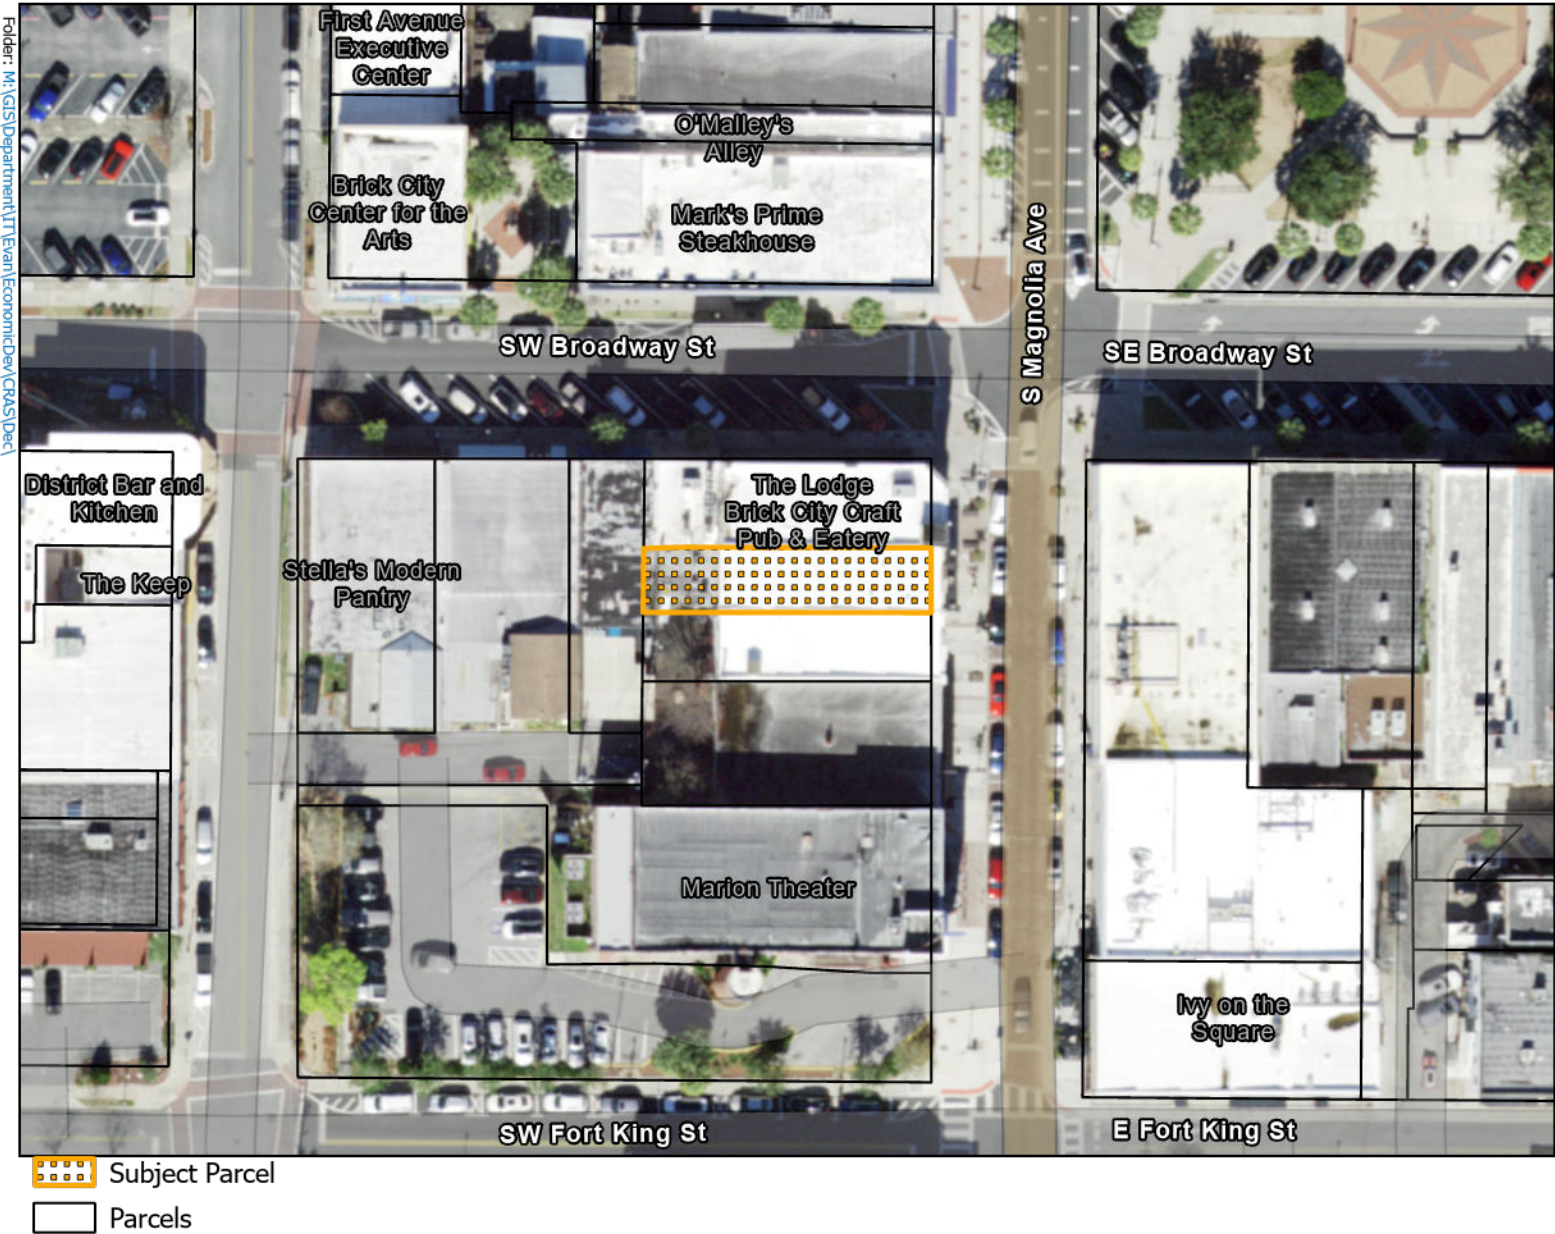 Folder: M:\GIS\Department\IT\Evan\EconomicDev\CRAS\Dec\
First Avenue
Executive
Center
O'Malley's
Alley
Brick City
Center for the
Arts
Mark's Prime
Steakhouse
S Magnolia Ave
SW Broadway St
SE Broadway St
District Bar and
Kitchen
The Lodge
Brick City Craft
Pub & Eatery
The Keep
Stella's Modern
Pantry
Marion Theater
Ivy on the
Square
SW Fort King St
E Fort King St
Subject Parcel
Parcels